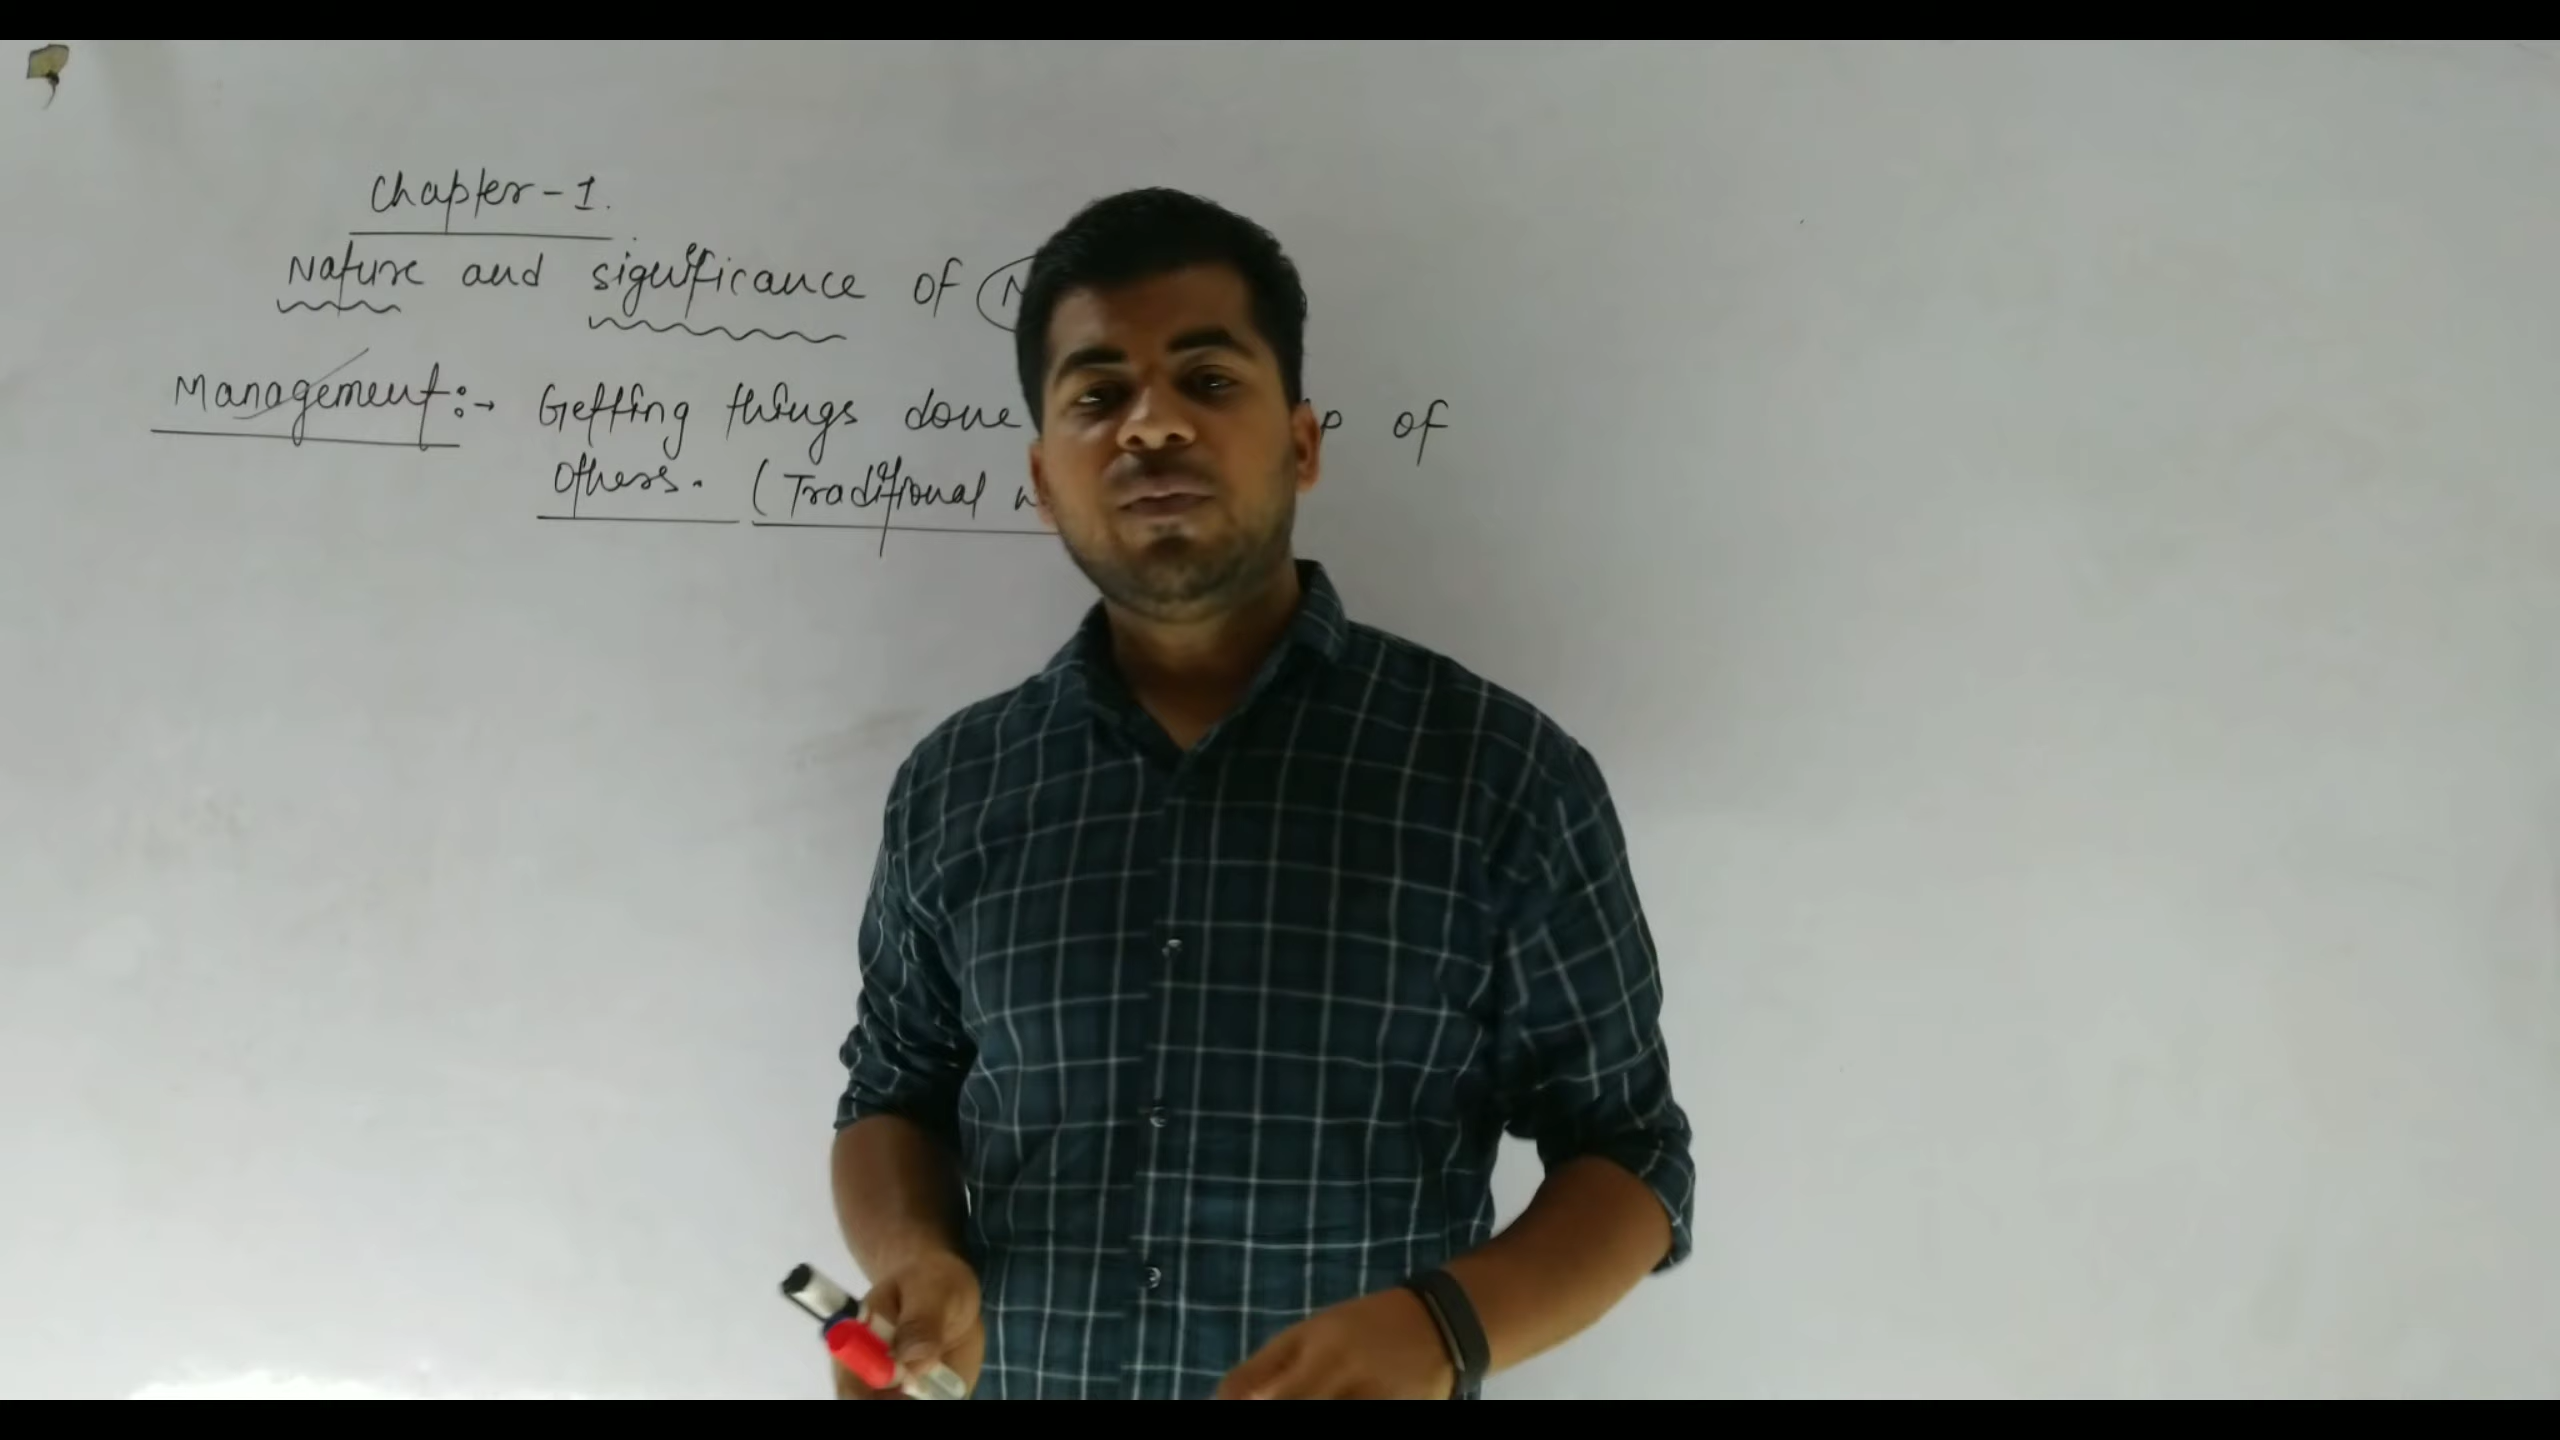 Chapter-1.
Nature and significance of
Management:→ Getting things done of
Others. (Traditional